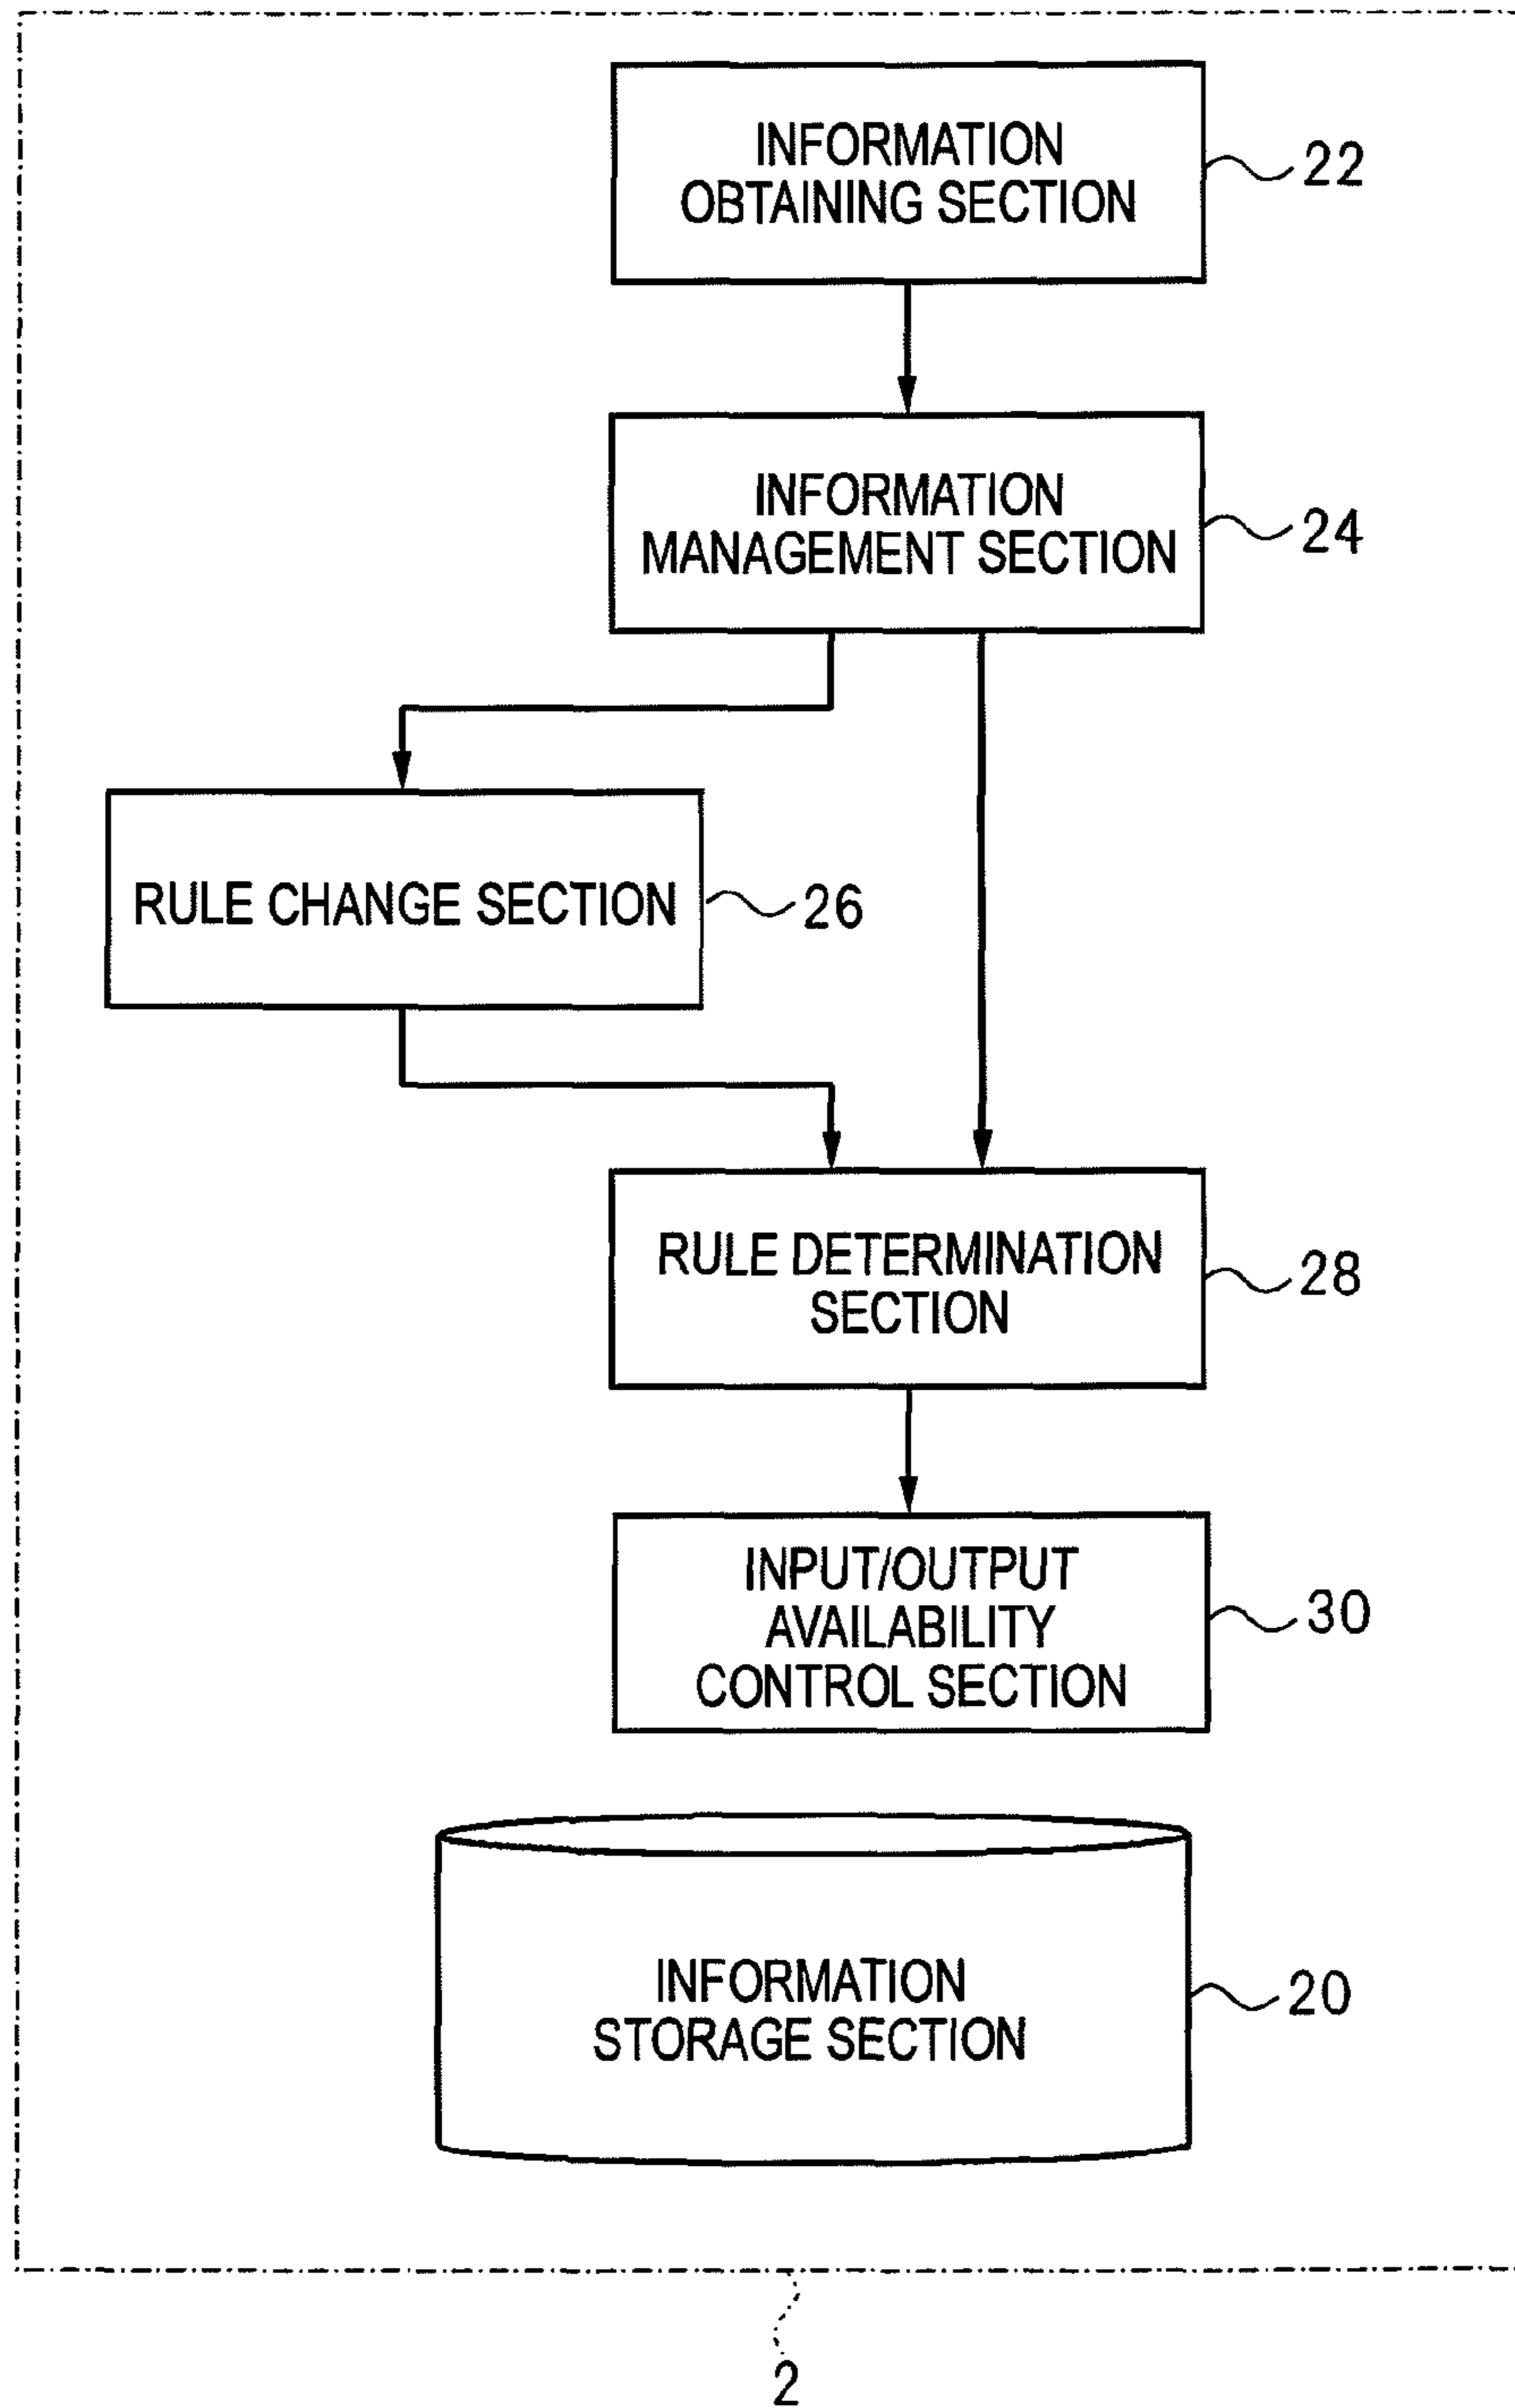 INFORMATION
OBTAINING SECTION
22
INFORMATION
MANAGEMENT SECTION
24
RULE CHANGE SECTION
26
RULE DETERMINATION
SECTION
28
INPUT/OUTPUT
AVAILABILITY
CONTROL SECTION
30
INFORMATION
STORAGE SECTION
20
2